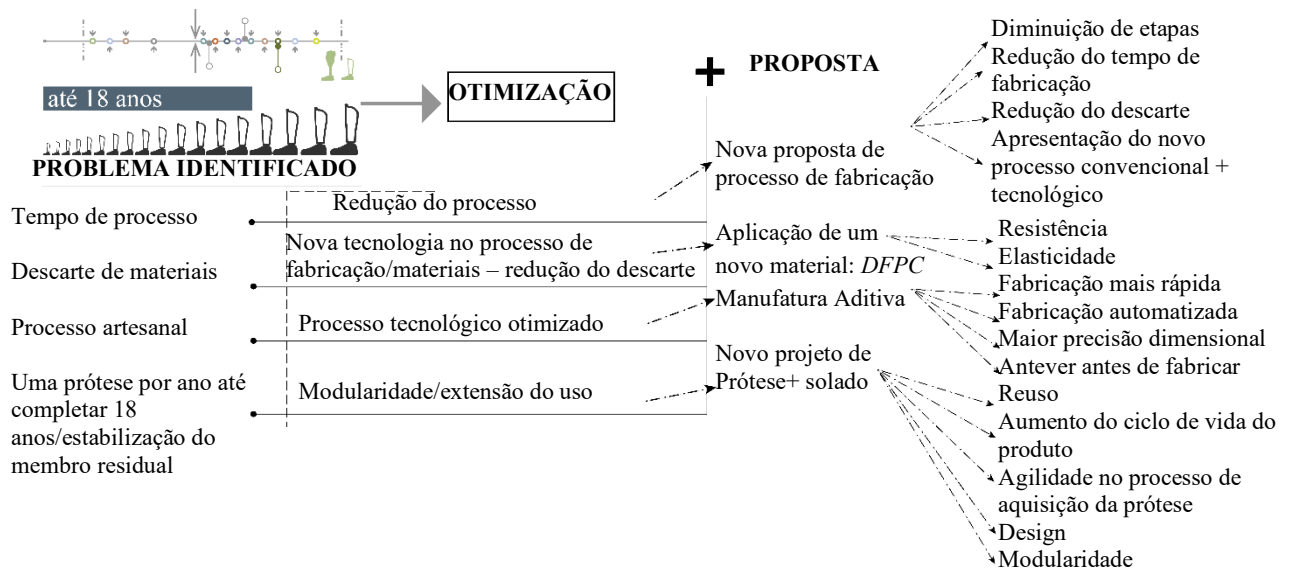 até 18 anos
PROBLEMA IDENTIFICADO
Tempo de processo
Descarte de materiais
Processo artesanal
Uma prótese por ano até
completar 18
anos/estabilização do
membro residual
OTIMIZAÇÃO
Redução do processo
Nova tecnologia no processo de
fabricação/materiais – redução do descarte
Processo tecnológico otimizado
Modularidade/extensão do uso
+ PROPOSTA
Nova proposta de
processo de fabricação
Aplicação de um
novo material: DFPC
Manufatura Aditiva
Novo projeto de
Prótese+ solado
Diminuição de etapas
Redução do tempo de
fabricação
Redução do descarte
Apresentação do novo
processo convencional +
tecnológico
Resistência
Elasticidade
Fabricação mais rápida
Fabricação automatizada
Maior precisão dimensional
Antever antes de fabricar
Reuso
Aumento do ciclo de vida do
produto
Agilidade no processo de
aquisição da prótese
Design
Modularidade